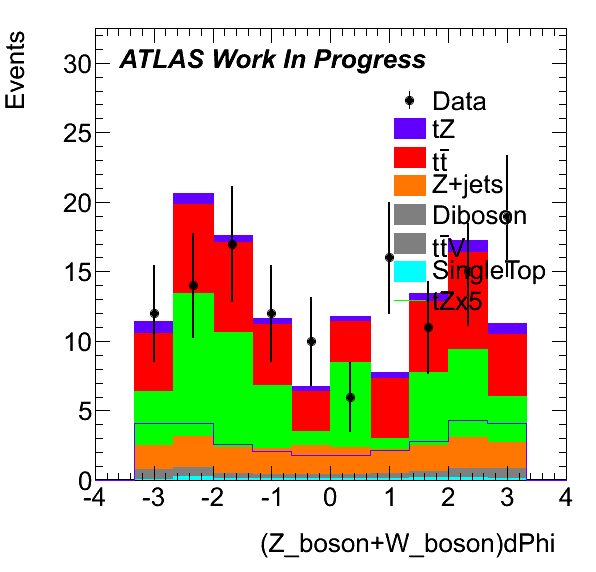 Events
ATLAS Work In Progress
30
25
20
15
10
5
0
Data
tZ
tt̄
Z+jets
Diboson
tt̄V
SingleTop
tZx5
-4 -3 -2 -1 0 1 2 3 4
(Z_boson+W_boson)dPhi